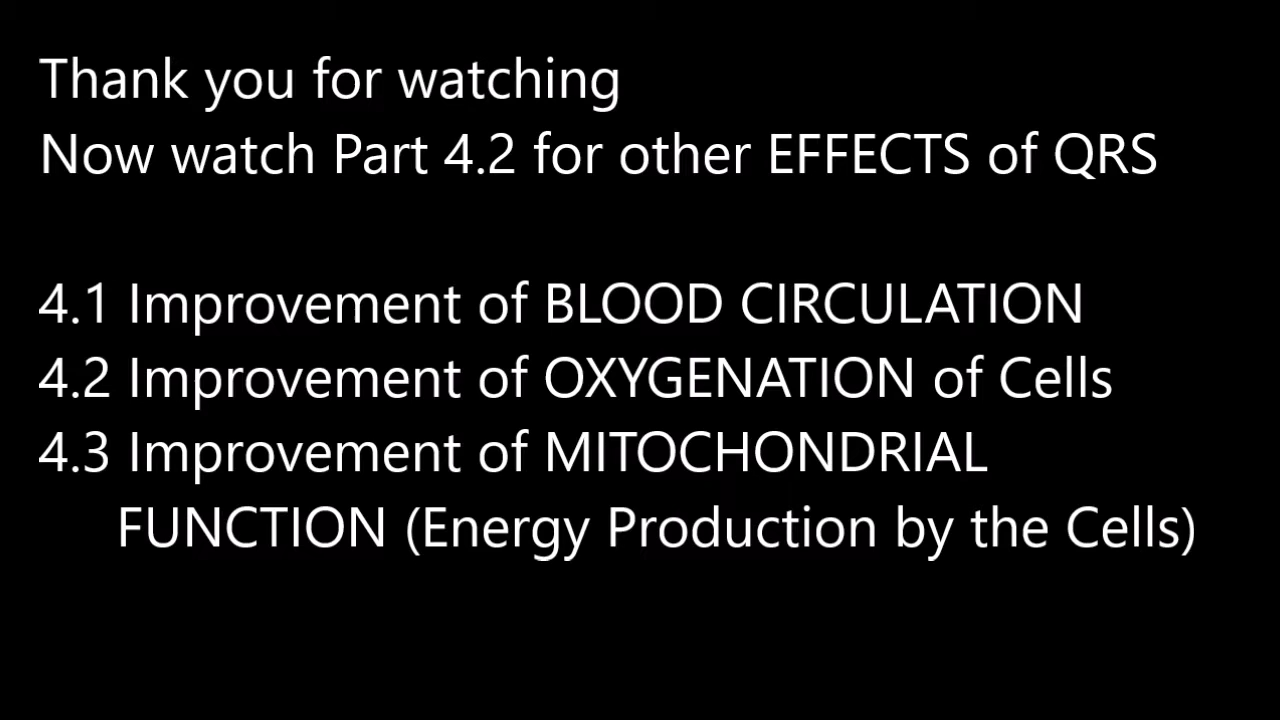 Thank you for watching
Now watch Part 4.2 for other EFFECTS of QRS
4.1 Improvement of BLOOD CIRCULATION
4.2 Improvement of OXYGENATION of Cells
4.3 Improvement of MITOCHONDRIAL
FUNCTION (Energy Production by the Cells)